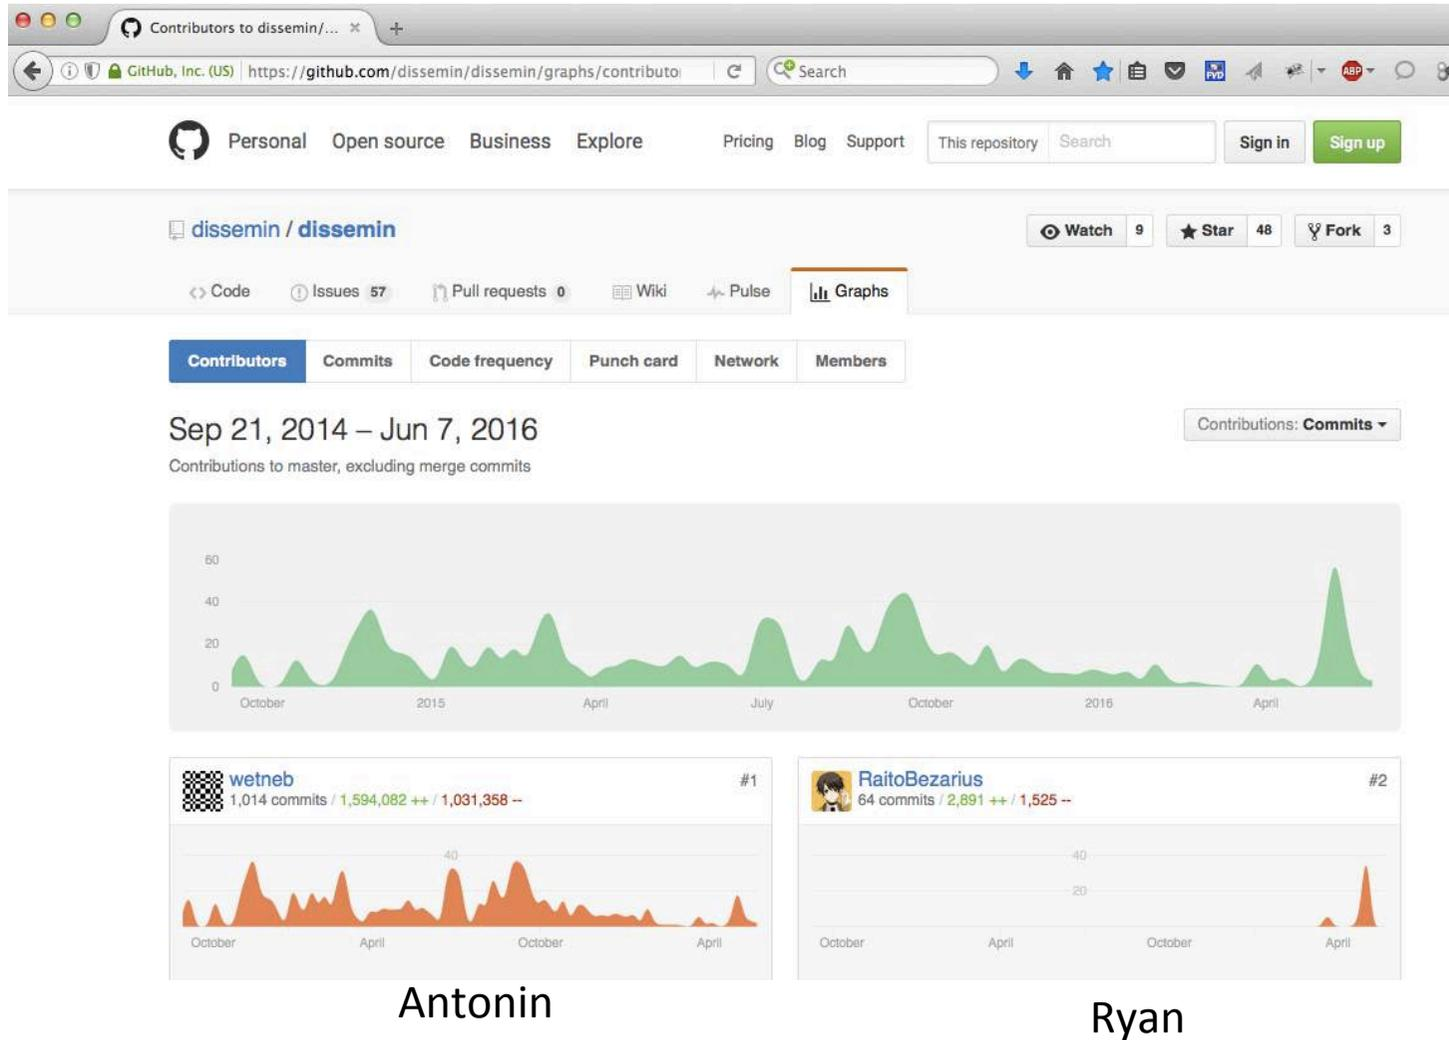 Contributors to dissemin/... ×
GitHub, Inc. (US) https://github.com/dissemin/dissemin/graphs/contributo Search ABP
Personal Open source Business Explore Pricing Blog Support This repository Search Sign in Sign up
dissemin / dissemin Watch 9 Star 48 Fork 3
Code Issues 57 Pull requests 0 Wiki Pulse Graphs
Contributors Commits Code frequency Punch card Network Members
Sep 21, 2014 – Jun 7, 2016 Contributions: Commits
Contributions to master, excluding merge commits
60
40
20
0
October 2015 April July October 2016 April
wetneb #1
1,014 commits / 1,594,082 ++ / 1,031,358 --
40
October April October April
RaitoBezarius #2
64 commits / 2,891 ++ / 1,525 --
40
20
October April October April
Antonin
Ryan